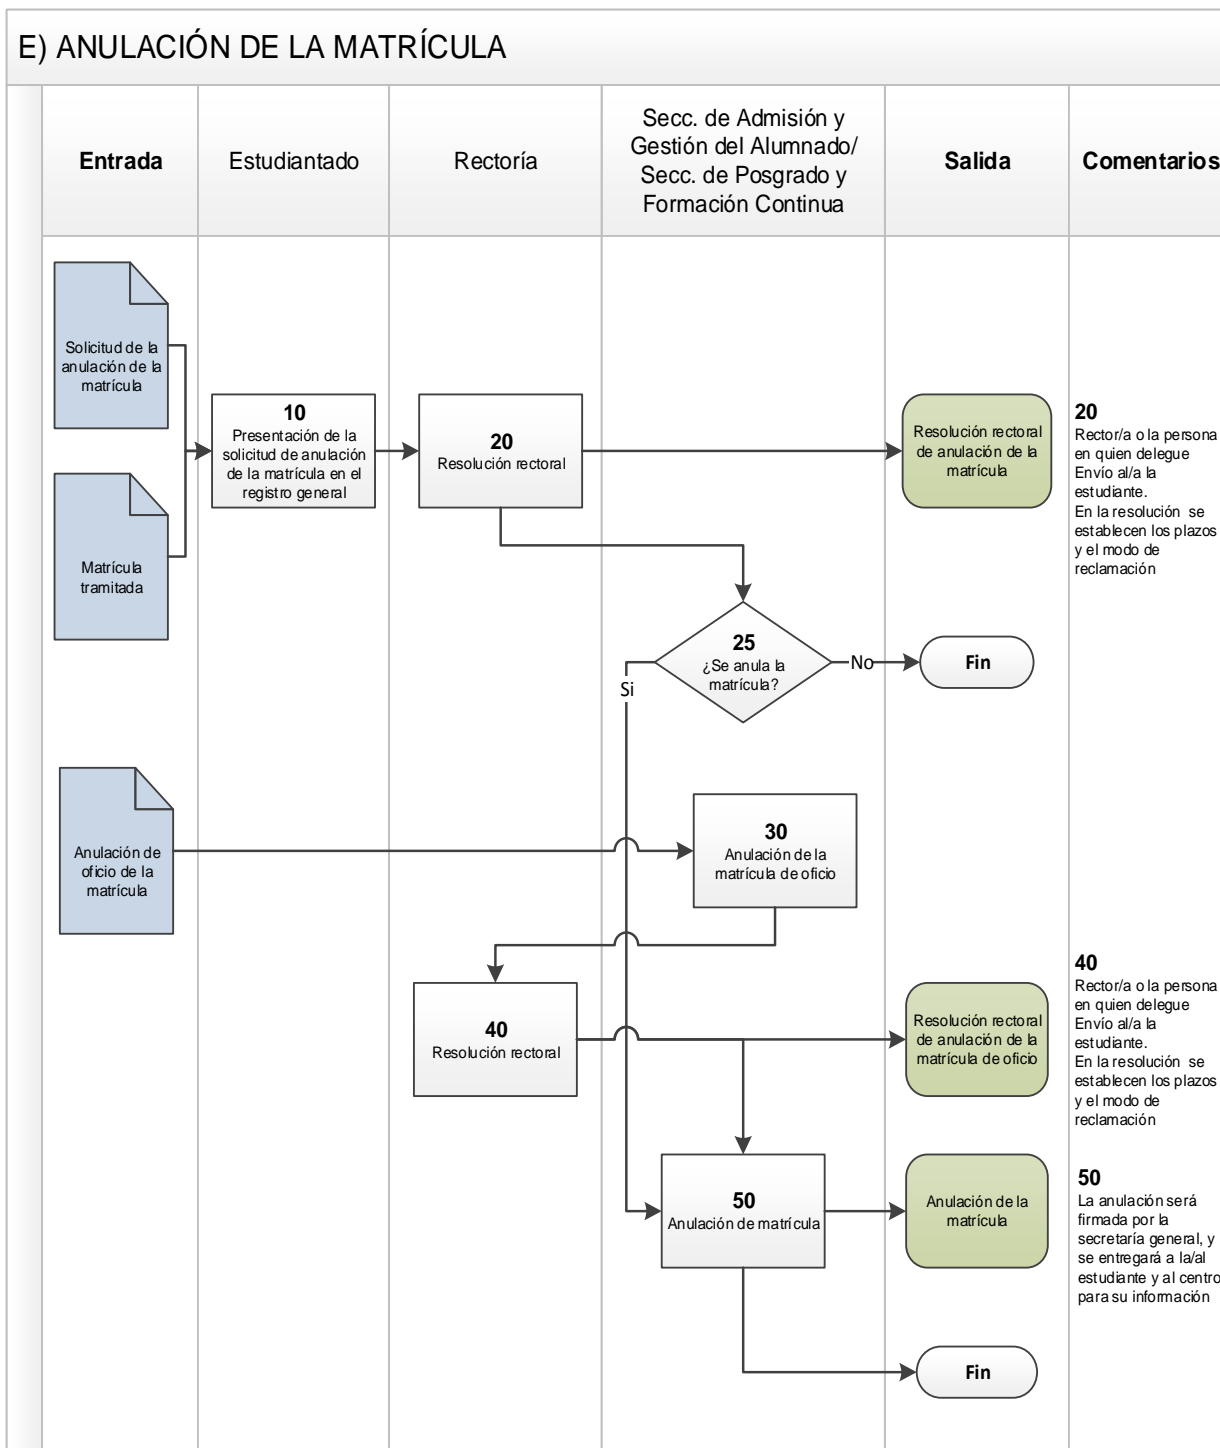 E) ANULACIÓN DE LA MATRÍCULA
Entrada
Estudiantado
Rectoría
Secc. de Admisión y
Gestión del Alumnado/
Secc. de Posgrado y
Formación Continua
Salida
Comentarios
Solicitud de la
anulación de la
matrícula
Matrícula
tramitada
10
Presentación de la
solicitud de anulación
de la matrícula en el
registro general
20
Resolución rectoral
Resolución rectoral
de anulación de la
matrícula
20
Rector/a o la persona
en quien delegue
Envío al/a la
estudiante.
En la resolución se
establecen los plazos
y el modo de
reclamación
25
¿Se anula la
matrícula?
Si
No
Fin
Anulación de
oficio de la
matrícula
30
Anulación de la
matrícula de oficio
40
Resolución rectoral
Resolución rectoral
de anulación de la
matrícula de oficio
40
Rector/a o la persona
en quien delegue
Envío al/a la
estudiante.
En la resolución se
establecen los plazos
y el modo de
reclamación
50
Anulación de matrícula
Anulación de la
matrícula
50
La anulación será
firmada por la
secretaría general, y
se entregará a la/al
estudiante y al centro
para su información
Fin